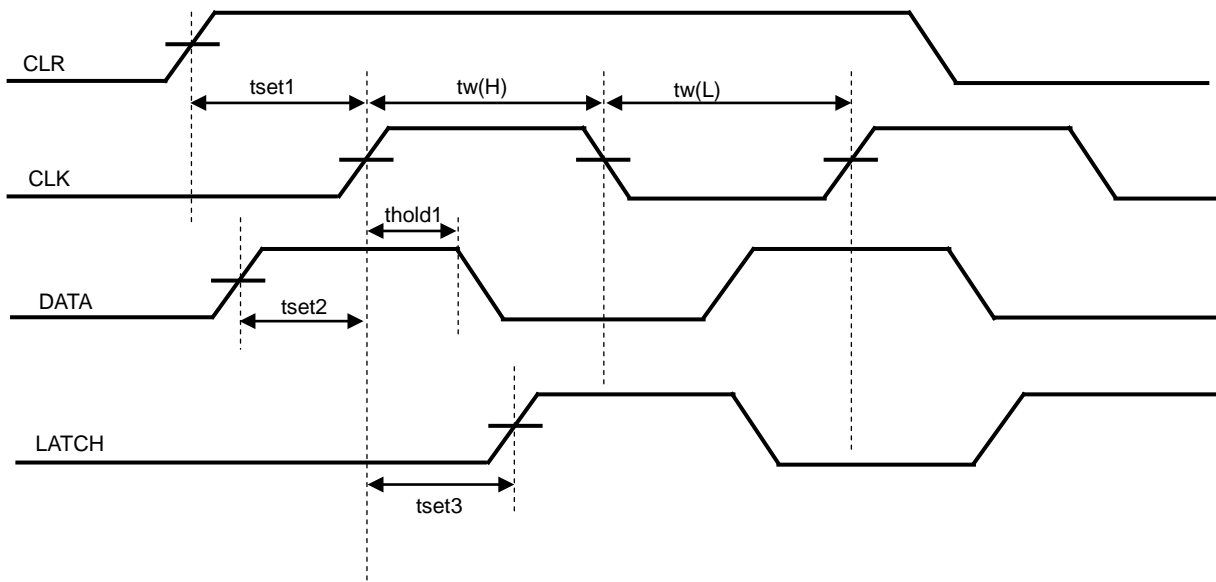 CLR
tset1
tw(H)
tw(L)
CLK
thold1
DATA
tset2
LATCH
tset3